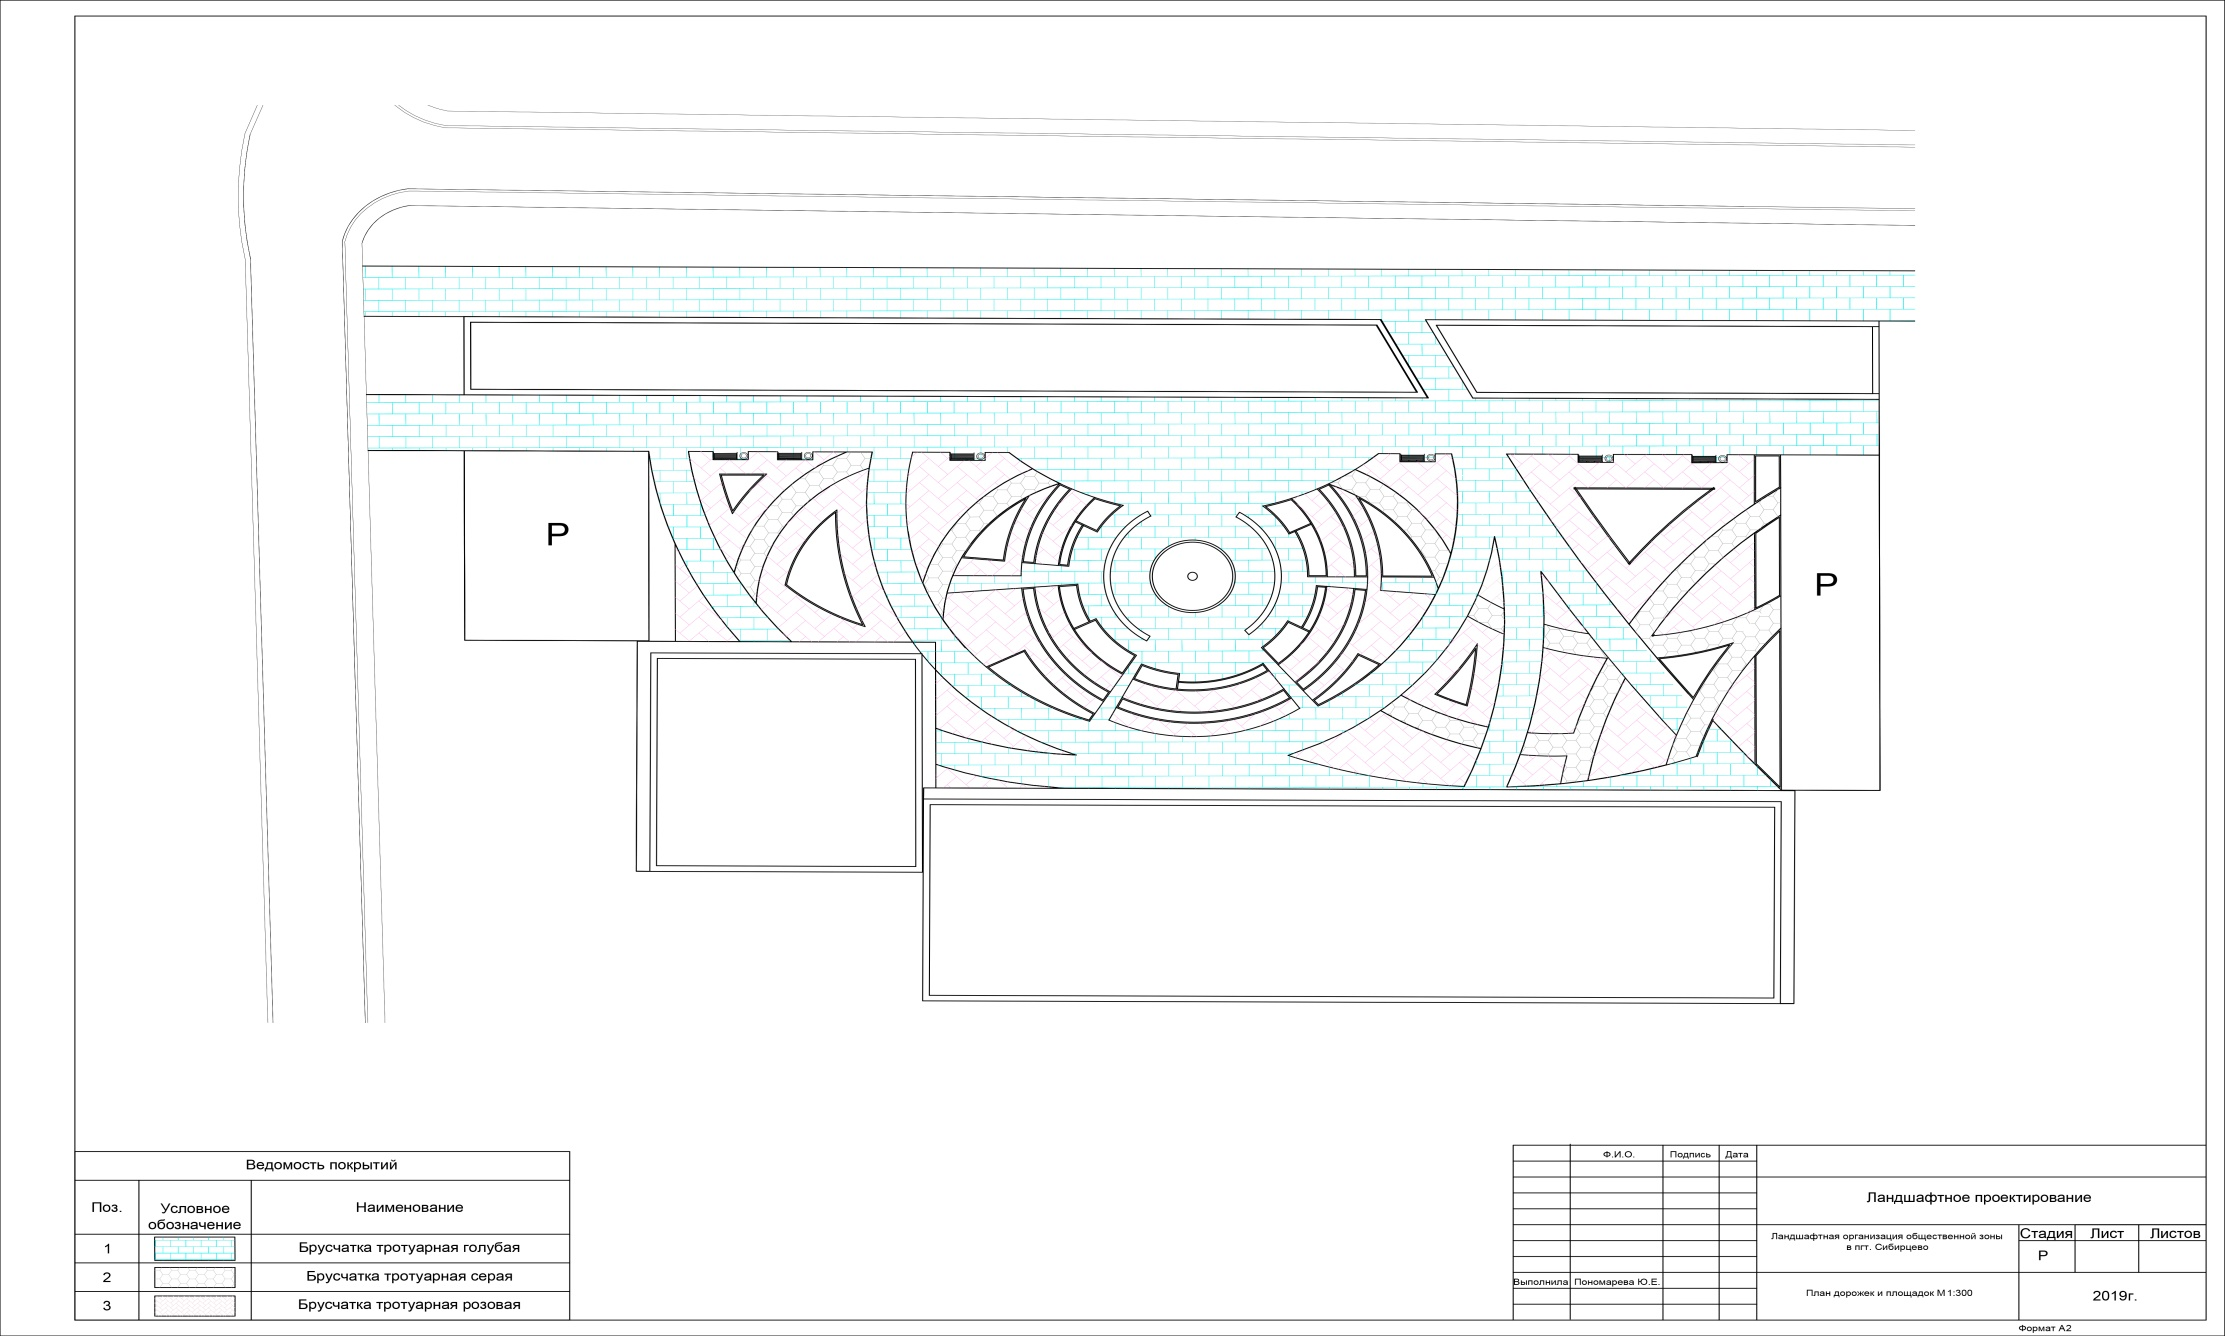 P
P
Ведомость покрытий
Поз.
Условное
обозначение
Наименование
1
Брусчатка тротуарная голубая
2
Брусчатка тротуарная серая
3
Брусчатка тротуарная розовая
Ф.И.О.
Подпись
Дата
Ландшафтное проектирование
Ландшафтная организация общественной зоны
в пгт. Сибирцево
Стадия
Лист
Листов
Р
Выполнила
Пономарева Ю.Е.
План дорожек и площадок М 1:300
2019г.
Формат А2